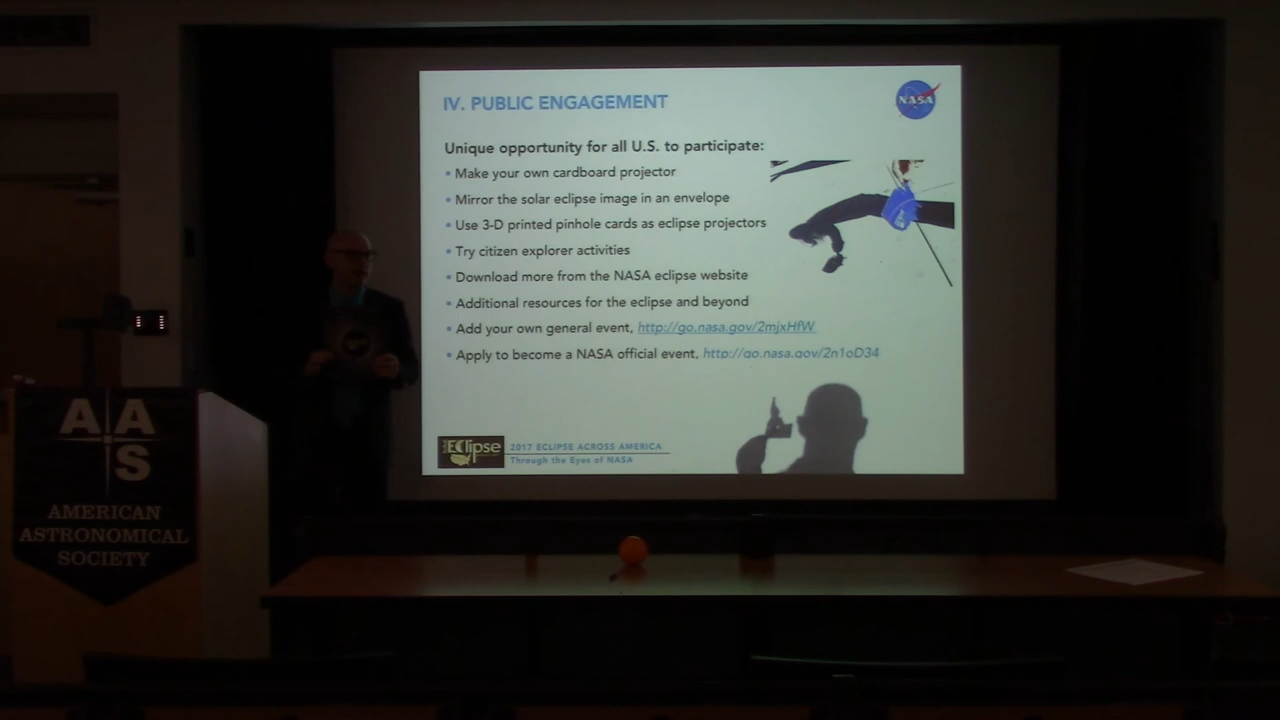 IV. PUBLIC ENGAGEMENT
NASA
Unique opportunity for all U.S. to participate:
• Make your own cardboard projector
• Mirror the solar eclipse image in an envelope
• Use 3-D printed pinhole cards as eclipse projectors
• Try citizen explorer activities
• Download more from the NASA eclipse website
• Additional resources for the eclipse and beyond
• Add your own general event, http://go.nasa.gov/2mjxHfW
• Apply to become a NASA official event, http://go.nasa.gov/2n1oD34
EClipse
2017 ECLIPSE ACROSS AMERICA
Through the Eyes of NASA
A A
S
AMERICAN
ASTRONOMICAL
SOCIETY